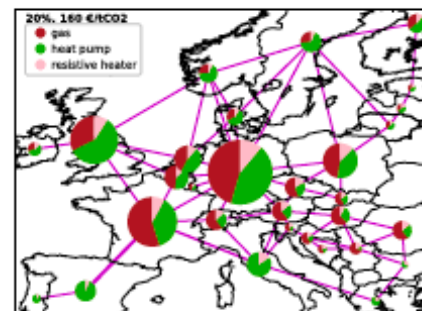 20%, 160 €/tCO2
gas
heat pump
resistive heater